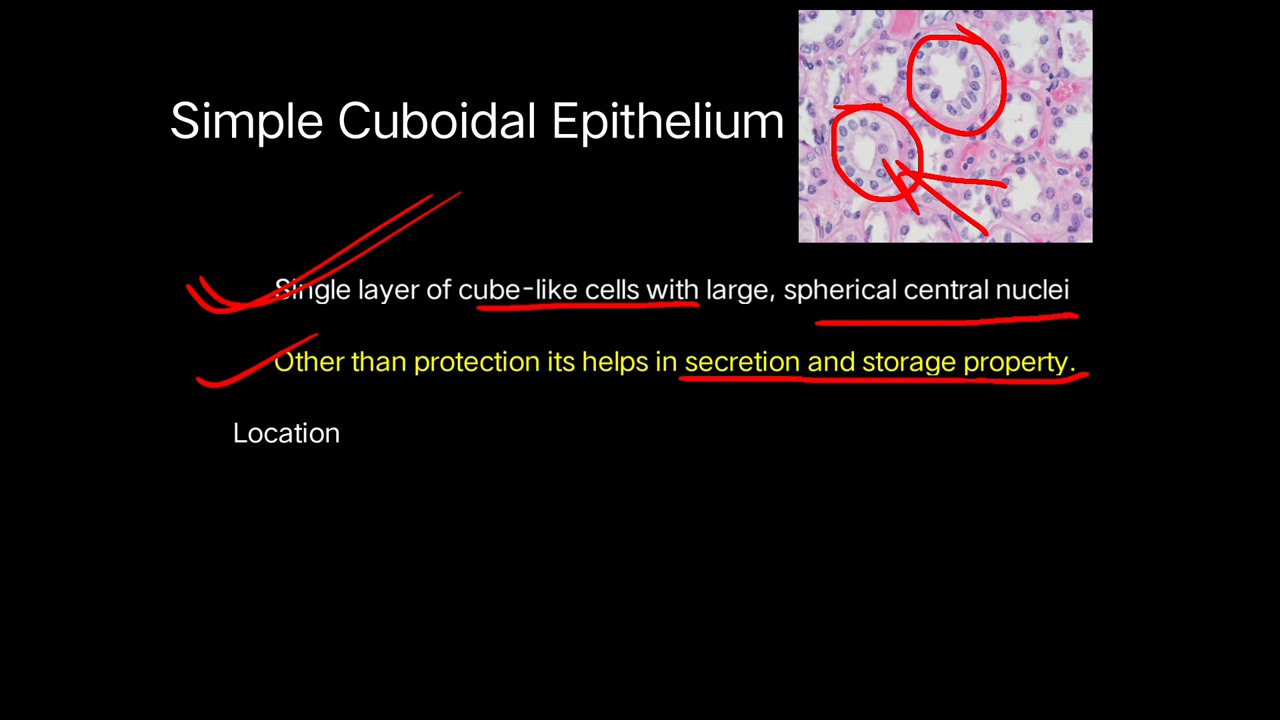 Simple Cuboidal Epithelium
Single layer of cube-like cells with large, spherical central nuclei
Other than protection its helps in secretion and storage property.
Location